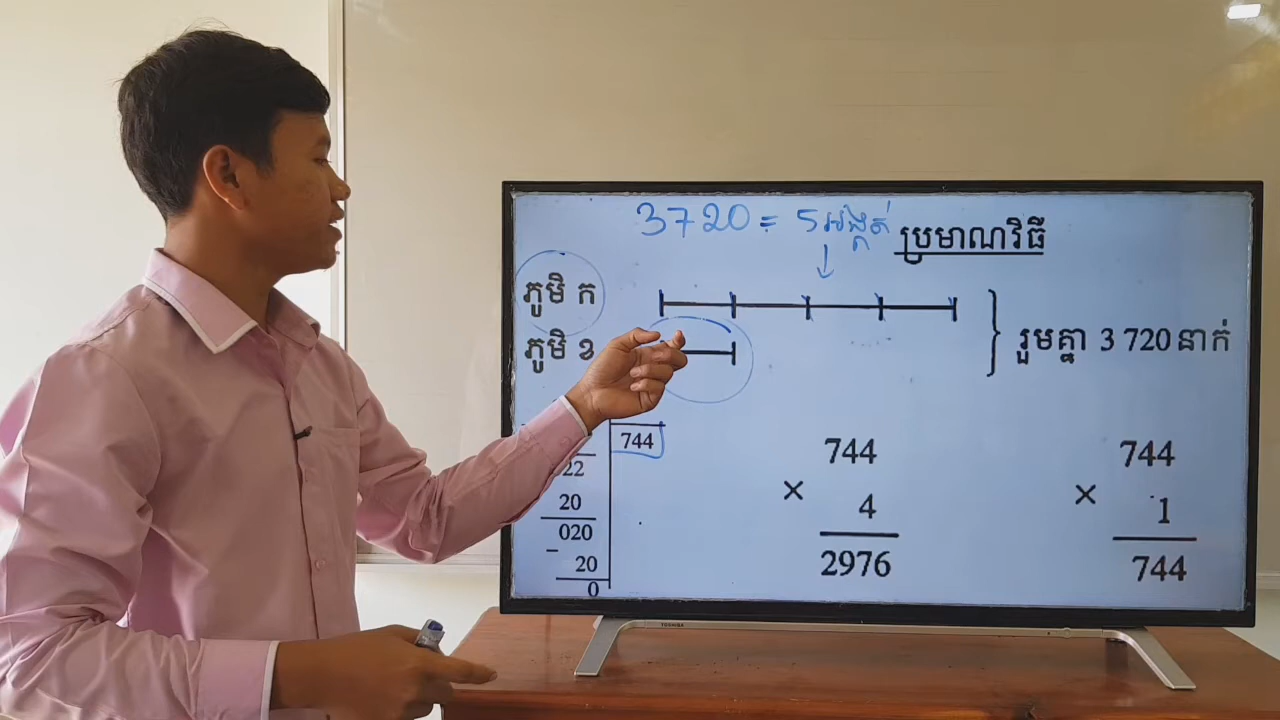 3720 = 5អង្កត់
ប្រមាណវិធី
ភូមិ ក
ភូមិ ខ
រួមគ្នា 3 720 នាក់
744
22
20
020
−
20
0
744
× 4
2976
744
× 1
744
TOSHIBA